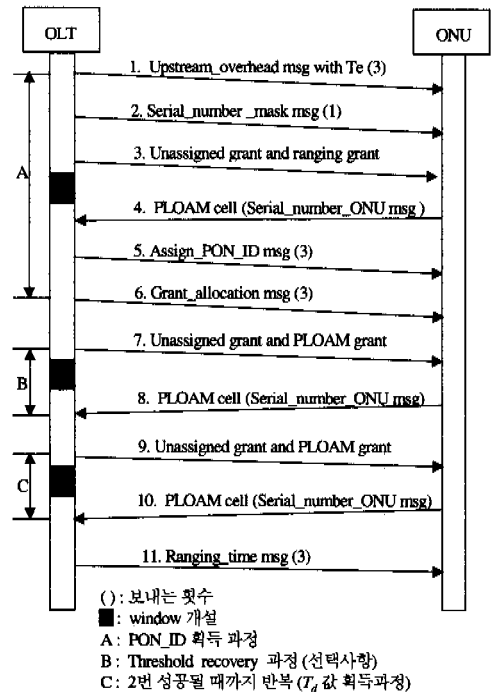 OLT
ONU
1. Upstream_overhead msg with Te (3)
2. Serial_number _mask msg (1)
3. Unassigned grant and ranging grant
A
4. PLOAM cell (Serial_number_ONU msg )
5. Assign_PON_ID msg (3)
6. Grant_allocation msg (3)
7. Unassigned grant and PLOAM grant
B
8. PLOAM cell (Serial_number_ONU msg)
9. Unassigned grant and PLOAM grant
C
10. PLOAM cell (Serial_number_ONU msg)
11. Ranging_time msg (3)
( ) : 보내는 횟수
: window 개설
A : PON_ID 획득 과정
B : Threshold recovery 과정 (선택사항)
C : 2번 성공될 때까지 반복 (Td 값 획득과정)